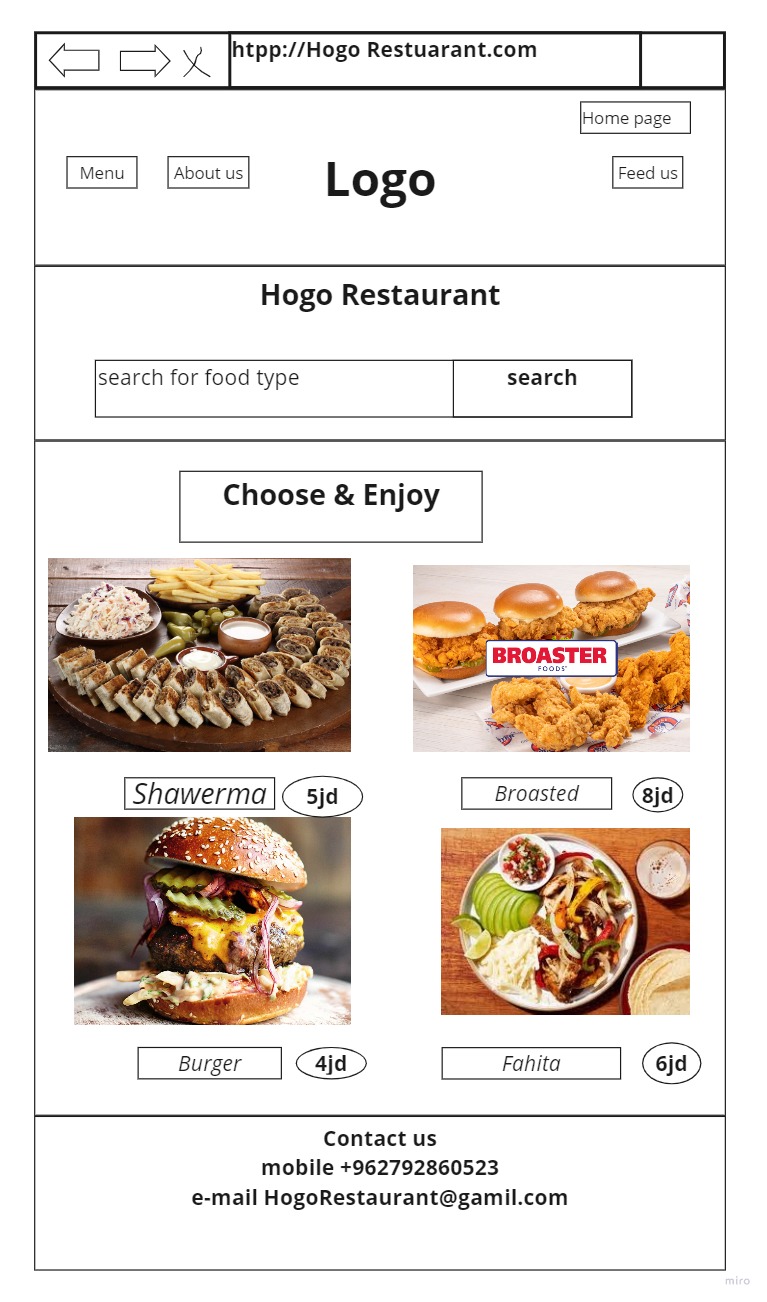 htpp://Hogo Restuarant.com
Home page
Menu
About us
Logo
Feed us
Hogo Restaurant
search for food type
search
Choose & Enjoy
BROASTER
FOODS
Shawerma
5jd
Broasted
8jd
Burger
4jd
Fahita
6jd
Contact us
mobile +962792860523
e-mail HogoRestaurant@gamil.com
miro